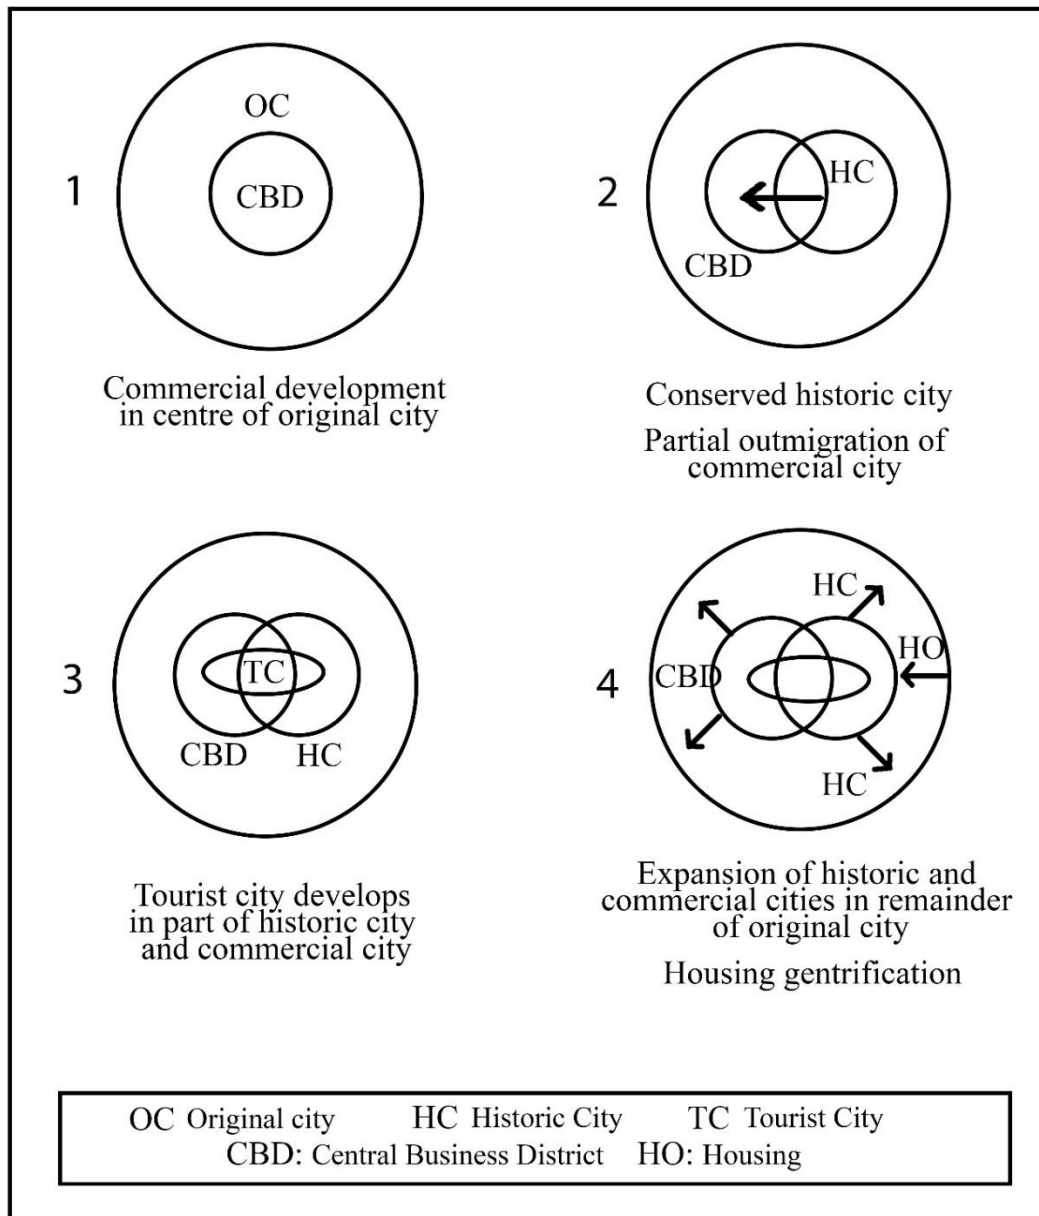 1
OC
CBD
Commercial development
in centre of original city
2
HC
CBD
Conserved historic city
Partial outmigration of
commercial city
3
TC
CBD
HC
Tourist city develops
in part of historic city
and commercial city
4
HC
HO
CBD
HC
Expansion of historic and
commercial cities in remainder
of original city
Housing gentrification
OC Original city HC Historic City TC Tourist City
CBD: Central Business District HO: Housing